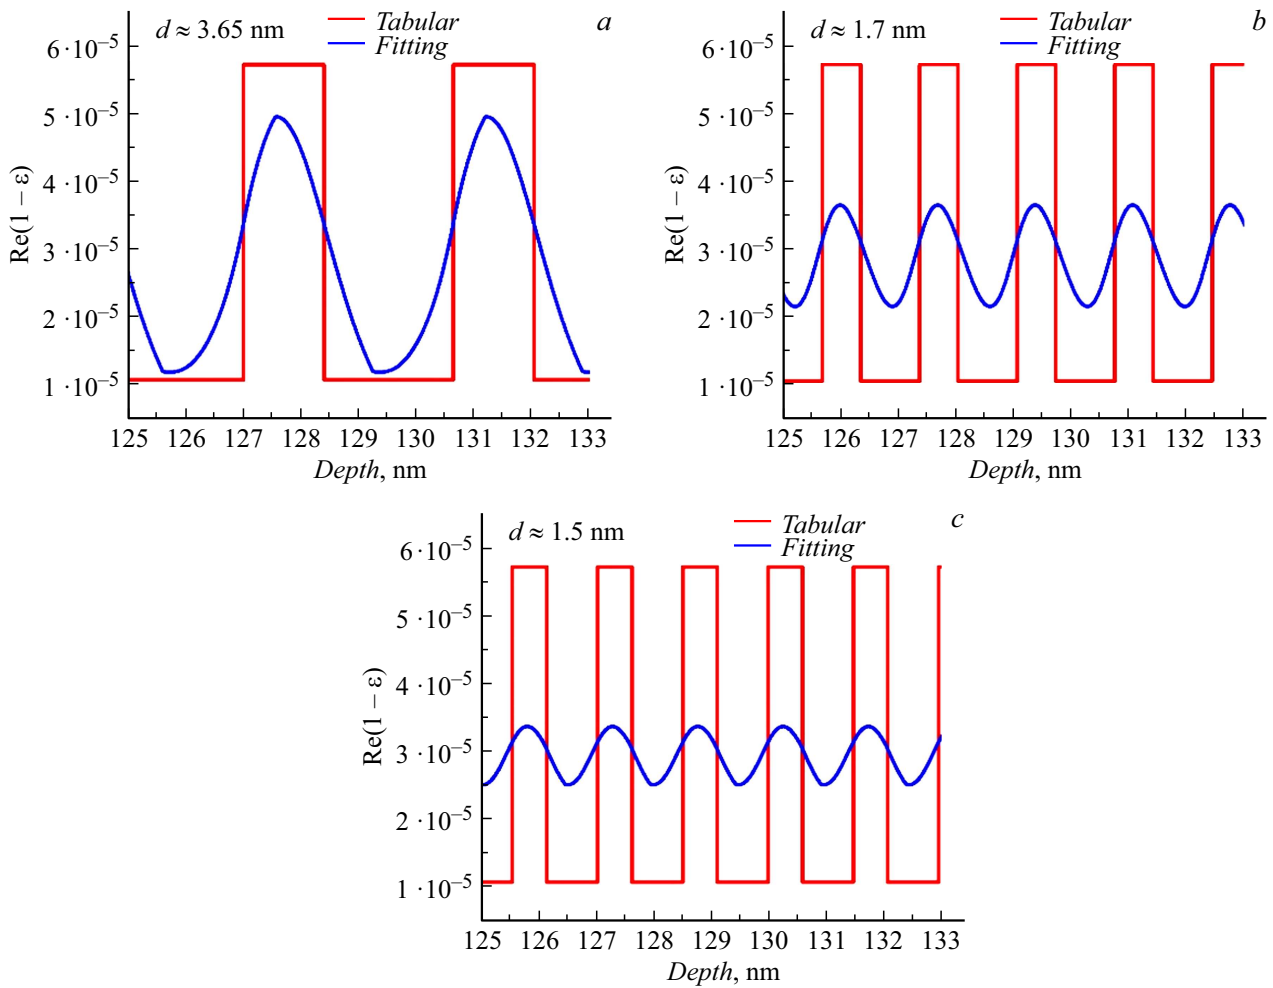 d ≈ 3.65 nm
Tabular
Fitting
a
6·10⁻⁵
5·10⁻⁵
4·10⁻⁵
3·10⁻⁵
2·10⁻⁵
1·10⁻⁵
Re(1 – ε)
125 126 127 128 129 130 131 132 133
Depth, nm
d ≈ 1.7 nm
Tabular
Fitting
b
6·10⁻⁵
5·10⁻⁵
4·10⁻⁵
3·10⁻⁵
2·10⁻⁵
1·10⁻⁵
Re(1 – ε)
125 126 127 128 129 130 131 132 133
Depth, nm
d ≈ 1.5 nm
Tabular
Fitting
c
6·10⁻⁵
5·10⁻⁵
4·10⁻⁵
3·10⁻⁵
2·10⁻⁵
1·10⁻⁵
Re(1 – ε)
125 126 127 128 129 130 131 132 133
Depth, nm